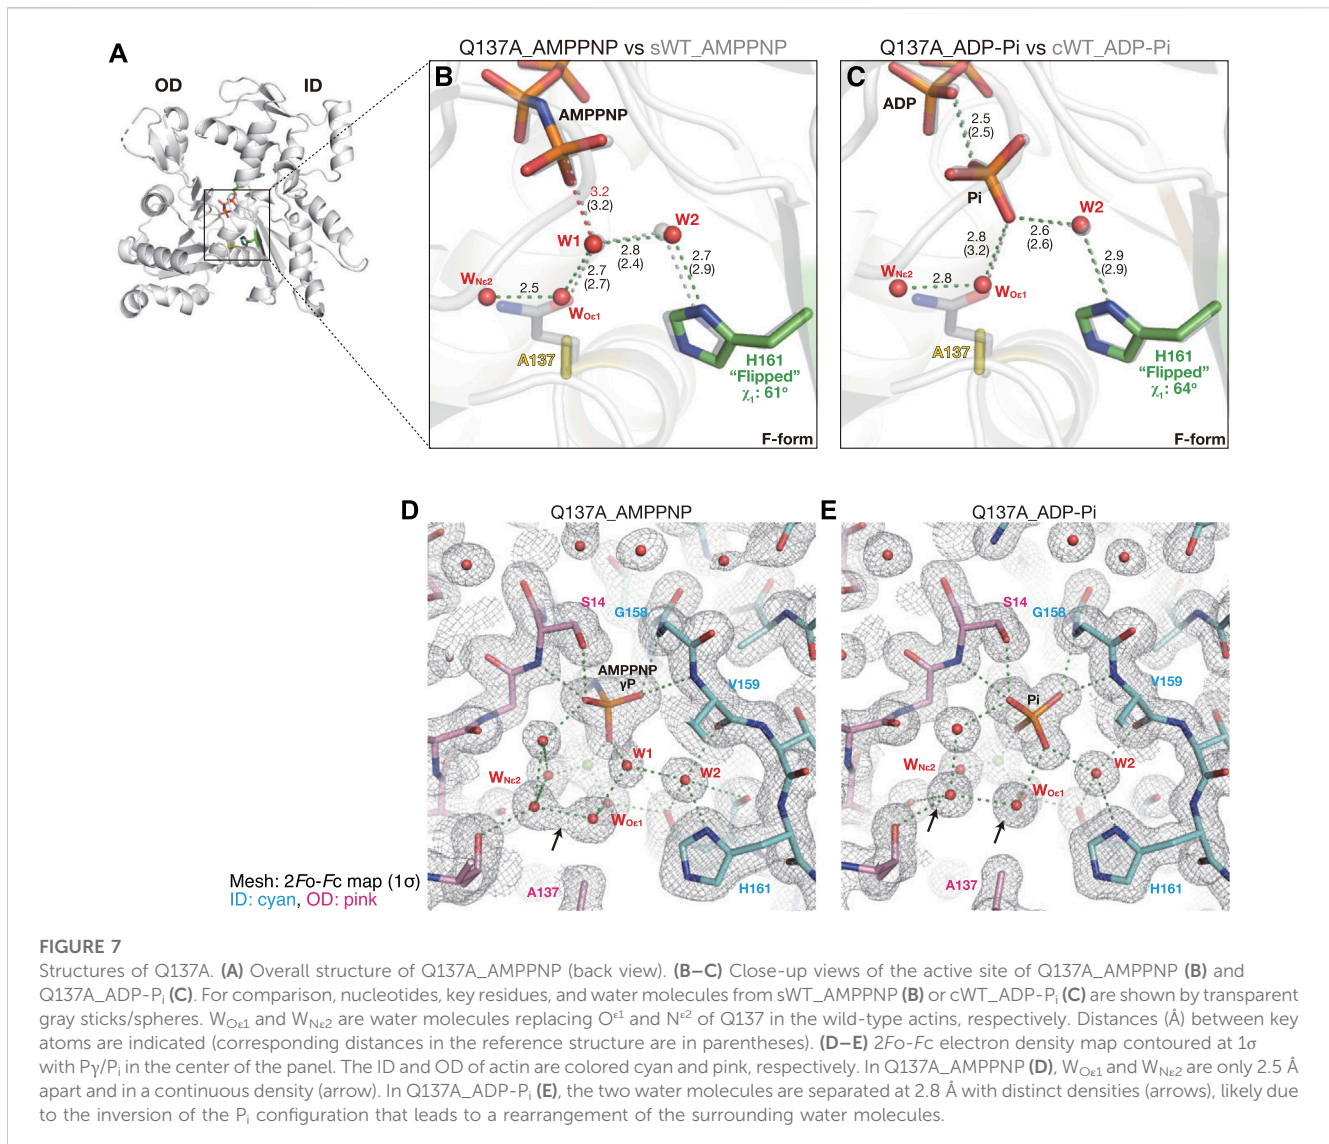 A
OD
ID
Q137A_AMPPNP vs sWT_AMPPNP
B
AMPPNP
3.2
(3.2)
W1
W2
2.8
(2.4)
2.7
(2.9)
2.7
(2.7)
WNε2
2.5
WOε1
A137
H161
“Flipped”
χ1: 61º
F-form
Q137A_ADP-Pi vs cWT_ADP-Pi
C
ADP
2.5
(2.5)
Pi
W2
2.6
(2.6)
2.8
(3.2)
2.9
(2.9)
WNε2
2.8
WOε1
A137
H161
“Flipped”
χ1: 64º
F-form
D
Q137A_AMPPNP
S14
G158
AMPPNP
γP
V159
W1
W2
WNε2
WOε1
A137
H161
Mesh: 2Fo-Fc map (1σ)
ID: cyan, OD: pink
E
Q137A_ADP-Pi
S14
G158
V159
Pi
WNε2
W2
WOε1
A137
H161
FIGURE 7
Structures of Q137A. (A) Overall structure of Q137A_AMPPNP (back view). (B–C) Close-up views of the active site of Q137A_AMPPNP (B) and
Q137A_ADP-Pi (C). For comparison, nucleotides, key residues, and water molecules from sWT_AMPPNP (B) or cWT_ADP-Pi (C) are shown by transparent
gray sticks/spheres. WOε1 and WNε2 are water molecules replacing Oε1 and Nε2 of Q137 in the wild-type actins, respectively. Distances (Å) between key
atoms are indicated (corresponding distances in the reference structure are in parentheses). (D–E) 2Fo-Fc electron density map contoured at 1σ
with Pγ/Pi in the center of the panel. The ID and OD of actin are colored cyan and pink, respectively. In Q137A_AMPPNP (D), WOε1 and WNε2 are only 2.5 Å
apart and in a continuous density (arrow). In Q137A_ADP-Pi (E), the two water molecules are separated at 2.8 Å with distinct densities (arrows), likely due
to the inversion of the Pi configuration that leads to a rearrangement of the surrounding water molecules.